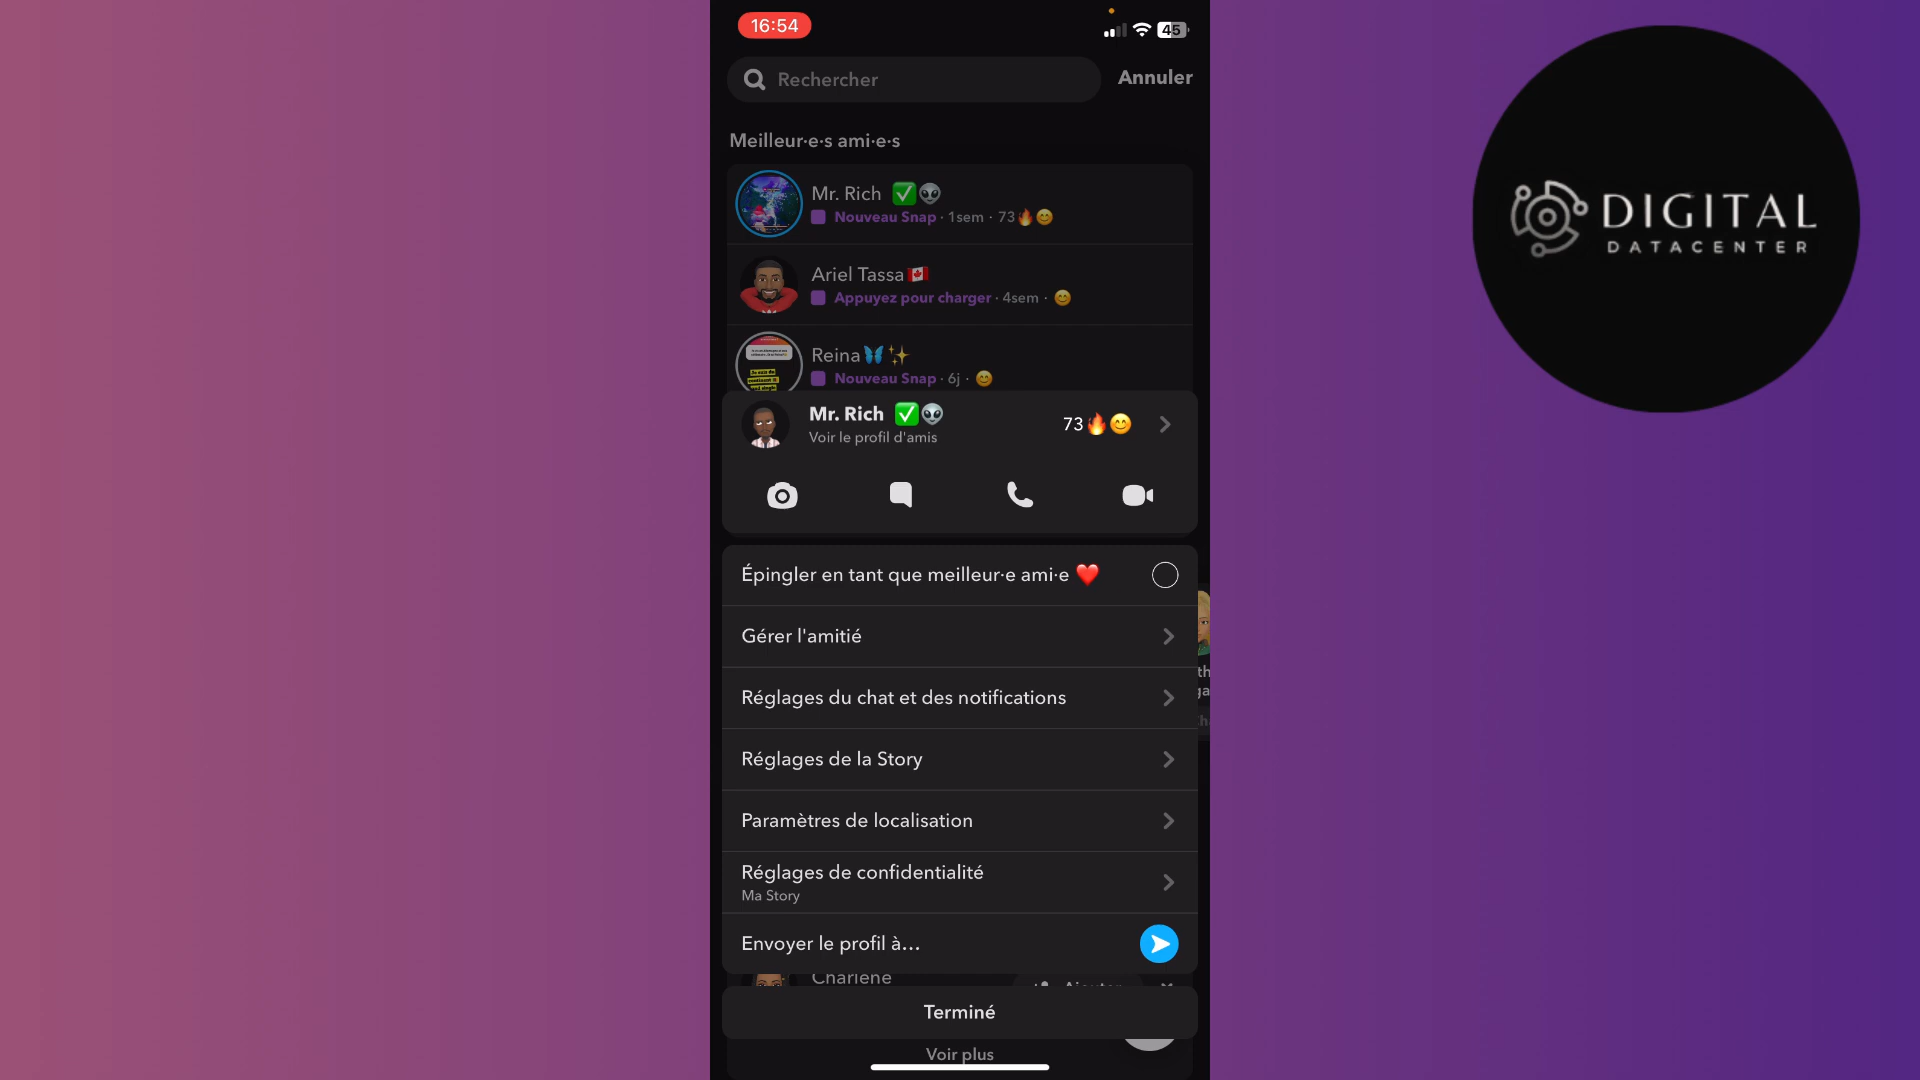 16:54
45
Rechercher
Annuler
Meilleur·e·s ami·e·s
Mr. Rich ✅👽
Nouveau Snap · 1sem · 73🔥😊
Ariel Tassa🇨🇦
Appuyez pour charger · 4sem · 😊
Reina🦋✨
Nouveau Snap · 6j · 😊
Mr. Rich ✅👽
Voir le profil d'amis
73🔥😊
Épingler en tant que meilleur·e ami·e ❤️
Gérer l'amitié
Réglages du chat et des notifications
Réglages de la Story
Paramètres de localisation
Réglages de confidentialité
Ma Story
Envoyer le profil à...
Charlène
Ajouter
Terminé
Voir plus
DIGITAL
DATACENTER